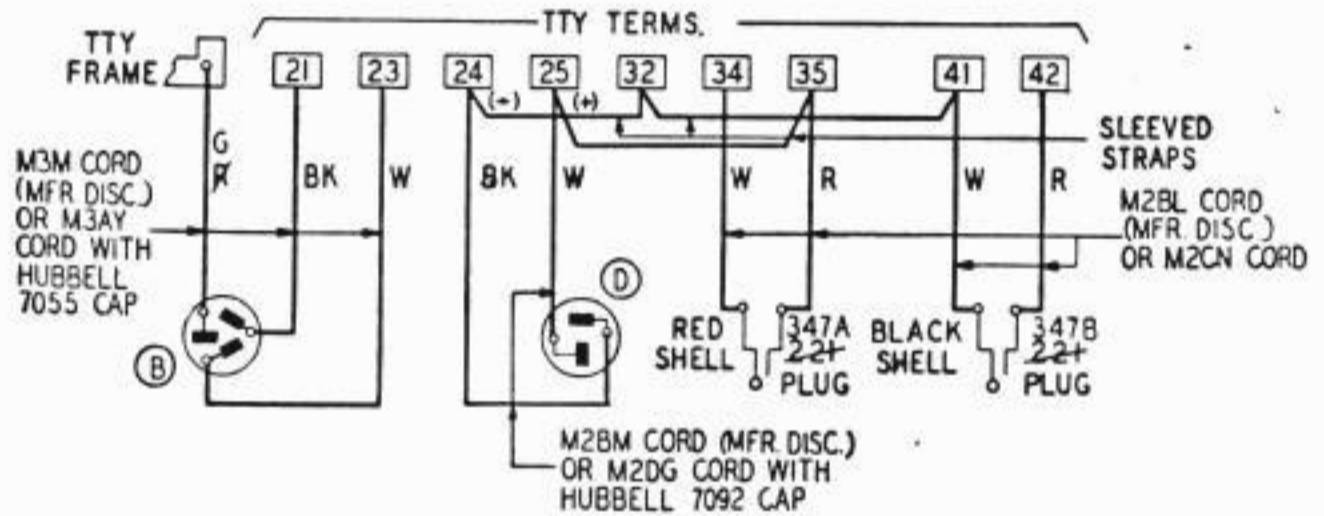 TTY TERMS.
TTY
FRAME
21 23 24 25 32 34 35 41 42
(-) (+)
SLEEVED
STRAPS
G
R BK W BK W W R W R
M3M CORD
(MFR DISC.)
OR M3AY
CORD WITH
HUBBELL
7055 CAP
M2BL CORD
(MFR. DISC.)
OR M2CN CORD
B
D
RED
SHELL
347A
221
PLUG
BLACK
SHELL
347B
221
PLUG
M2BM CORD (MFR. DISC.)
OR M2DG CORD WITH
HUBBELL 7092 CAP